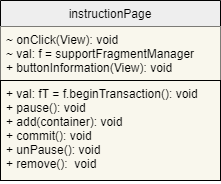 instructionPage
~ onClick(View): void
~ val: f = supportFragmentManager
+ buttonInformation(View): void
+ val: fT = f.beginTransaction(): void
+ pause(): void
+ add(container): void
+ commit(): void
+ unPause(): void
+ remove(): void